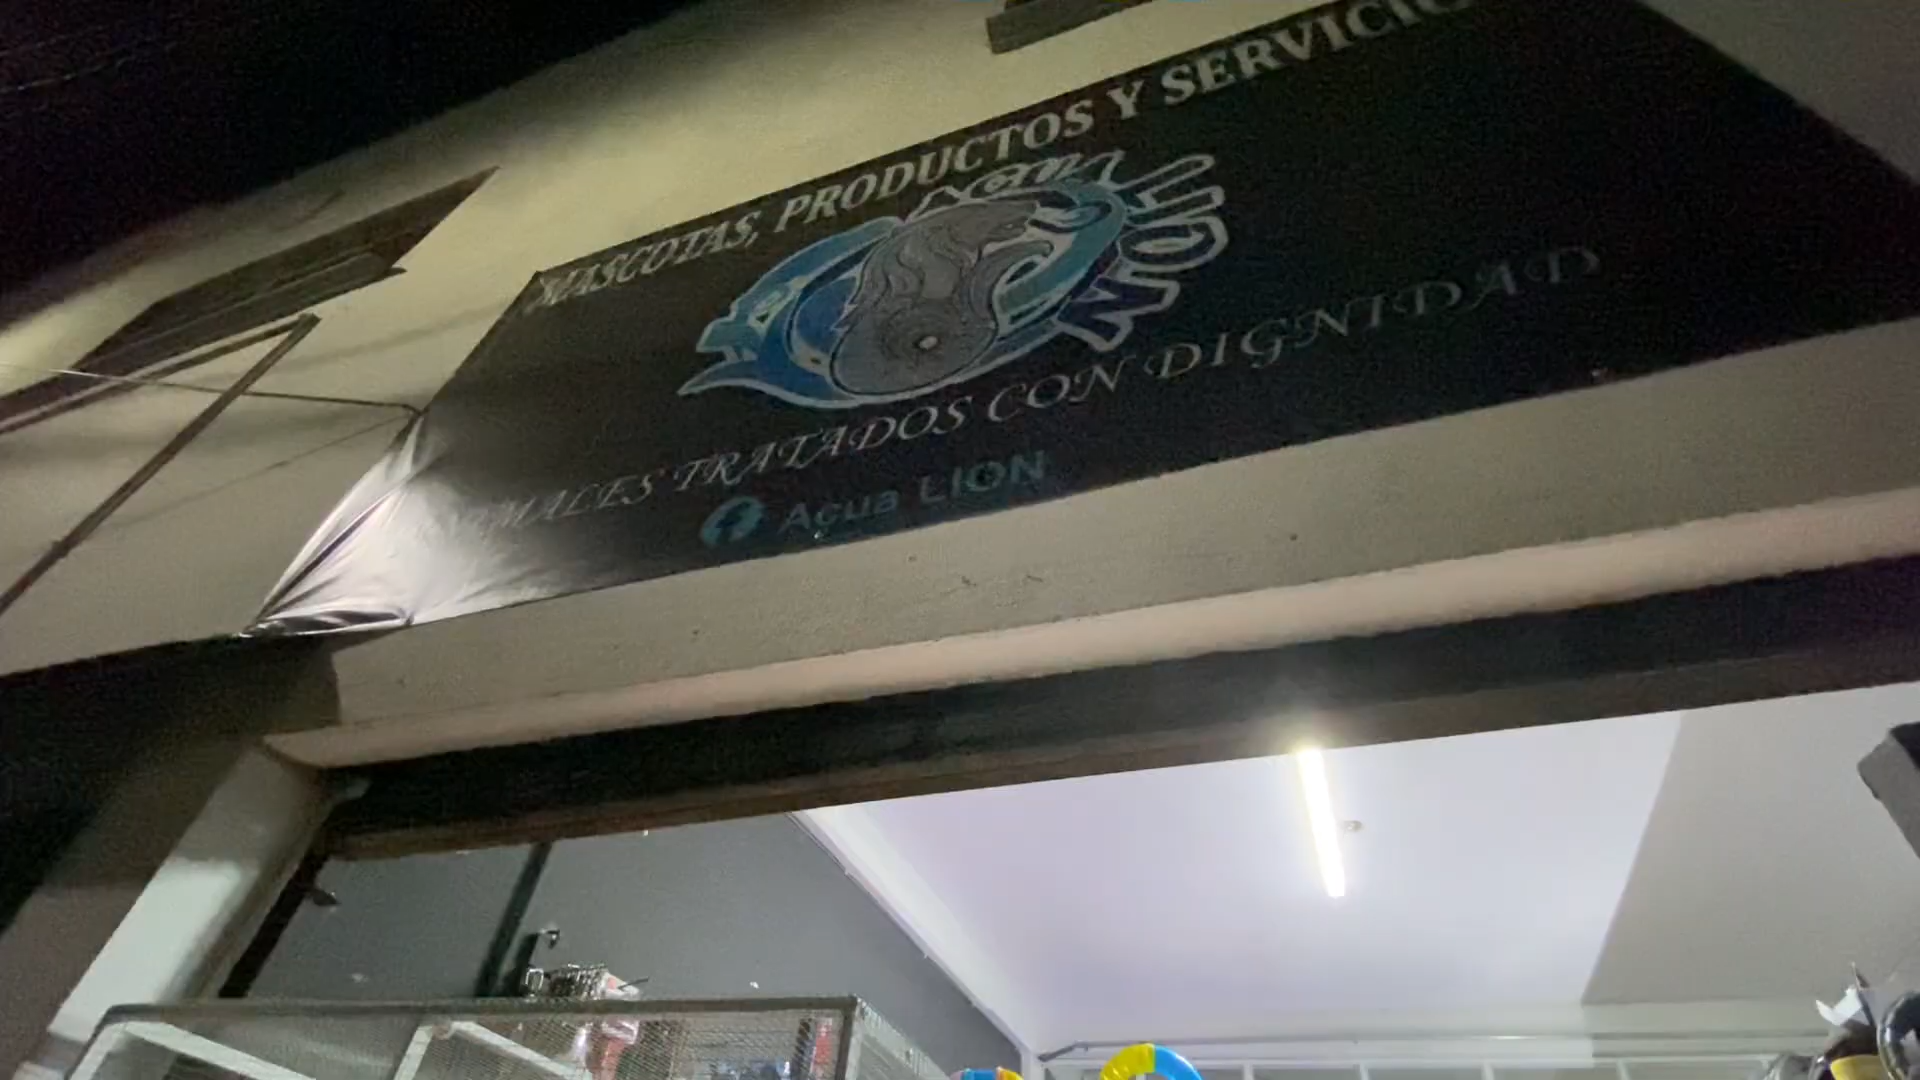 MASCOTAS, PRODUCTOS Y SERVICIO
LION
ANIMALES TRATADOS CON DIGNIDAD
Acua LION